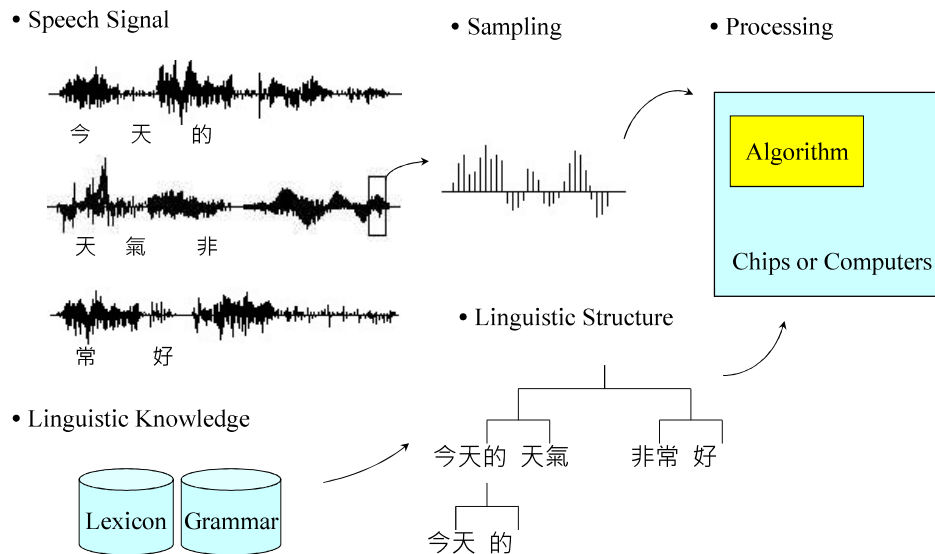 • Speech Signal
• Sampling
• Processing
今 天 的
Algorithm
天 氣 非
Chips or Computers
常 好
• Linguistic Structure
• Linguistic Knowledge
今天的 天氣 非常 好
Lexicon Grammar
今天 的